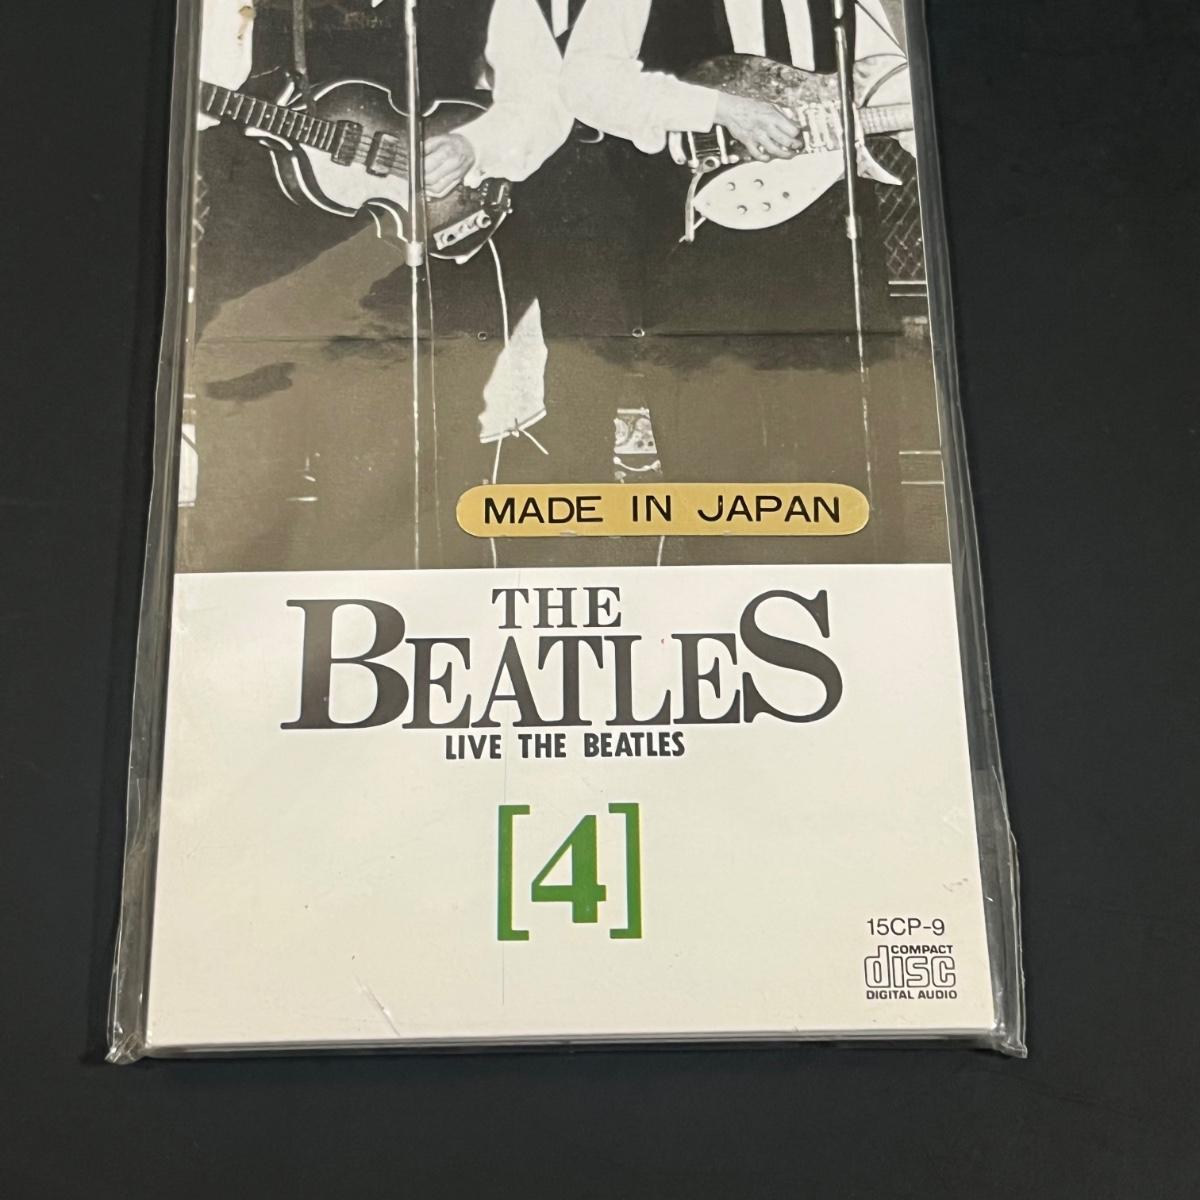 MADE IN JAPAN
THE
BEATLES
LIVE THE BEATLES
[4]
15CP-9
COMPACT
disc
DIGITAL AUDIO